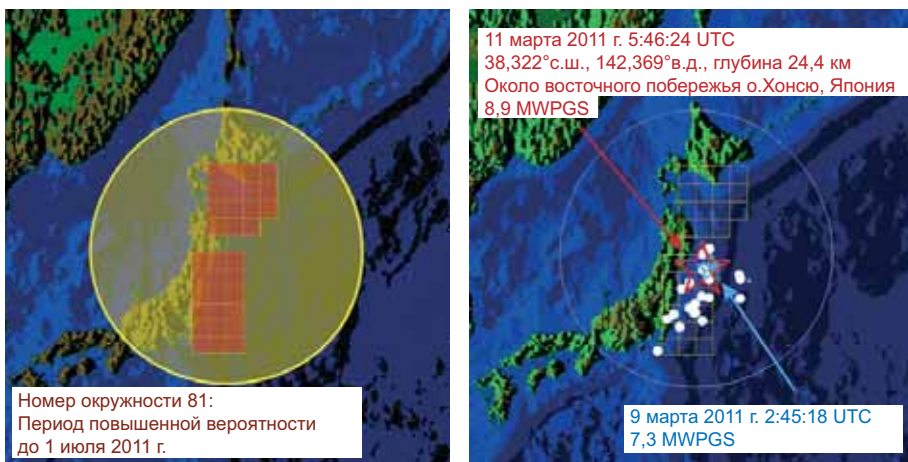 Номер окружности 81:
Период повышенной вероятности
до 1 июля 2011 г.
11 марта 2011 г. 5:46:24 UTC
38,322°с.ш., 142,369°в.д., глубина 24,4 км
Около восточного побережья о.Хонсю, Япония
8,9 MWPGS
9 марта 2011 г. 2:45:18 UTC
7,3 MWPGS